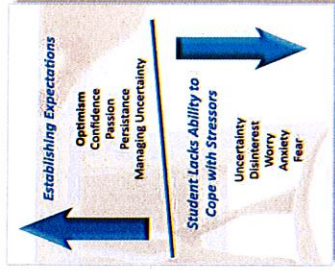 Establishing Expectations
Optimism
Confidence
Passion
Persistance
Managing Uncertainty
Student Lacks Ability to
Cope with Stressors
Uncertainty
Disinterest
Worry
Anxiety
Fear